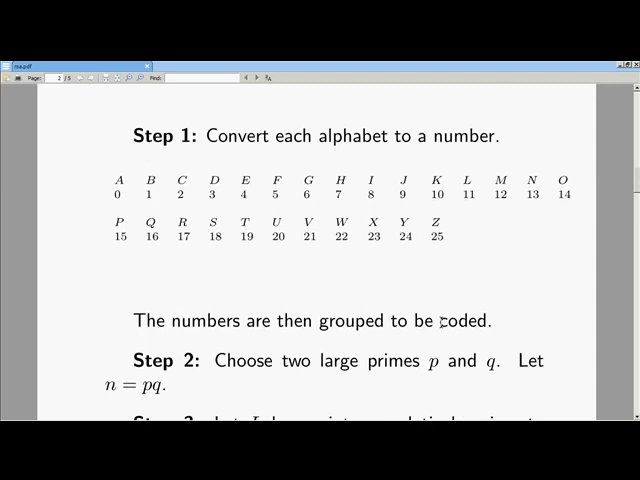 rsa.pdf
Page: 2 / 5 Find:
Step 1: Convert each alphabet to a number.
A B C D E F G H I J K L M N O
0 1 2 3 4 5 6 7 8 9 10 11 12 13 14
P Q R S T U V W X Y Z
15 16 17 18 19 20 21 22 23 24 25
The numbers are then grouped to be coded.
Step 2: Choose two large primes p and q. Let
n = pq.